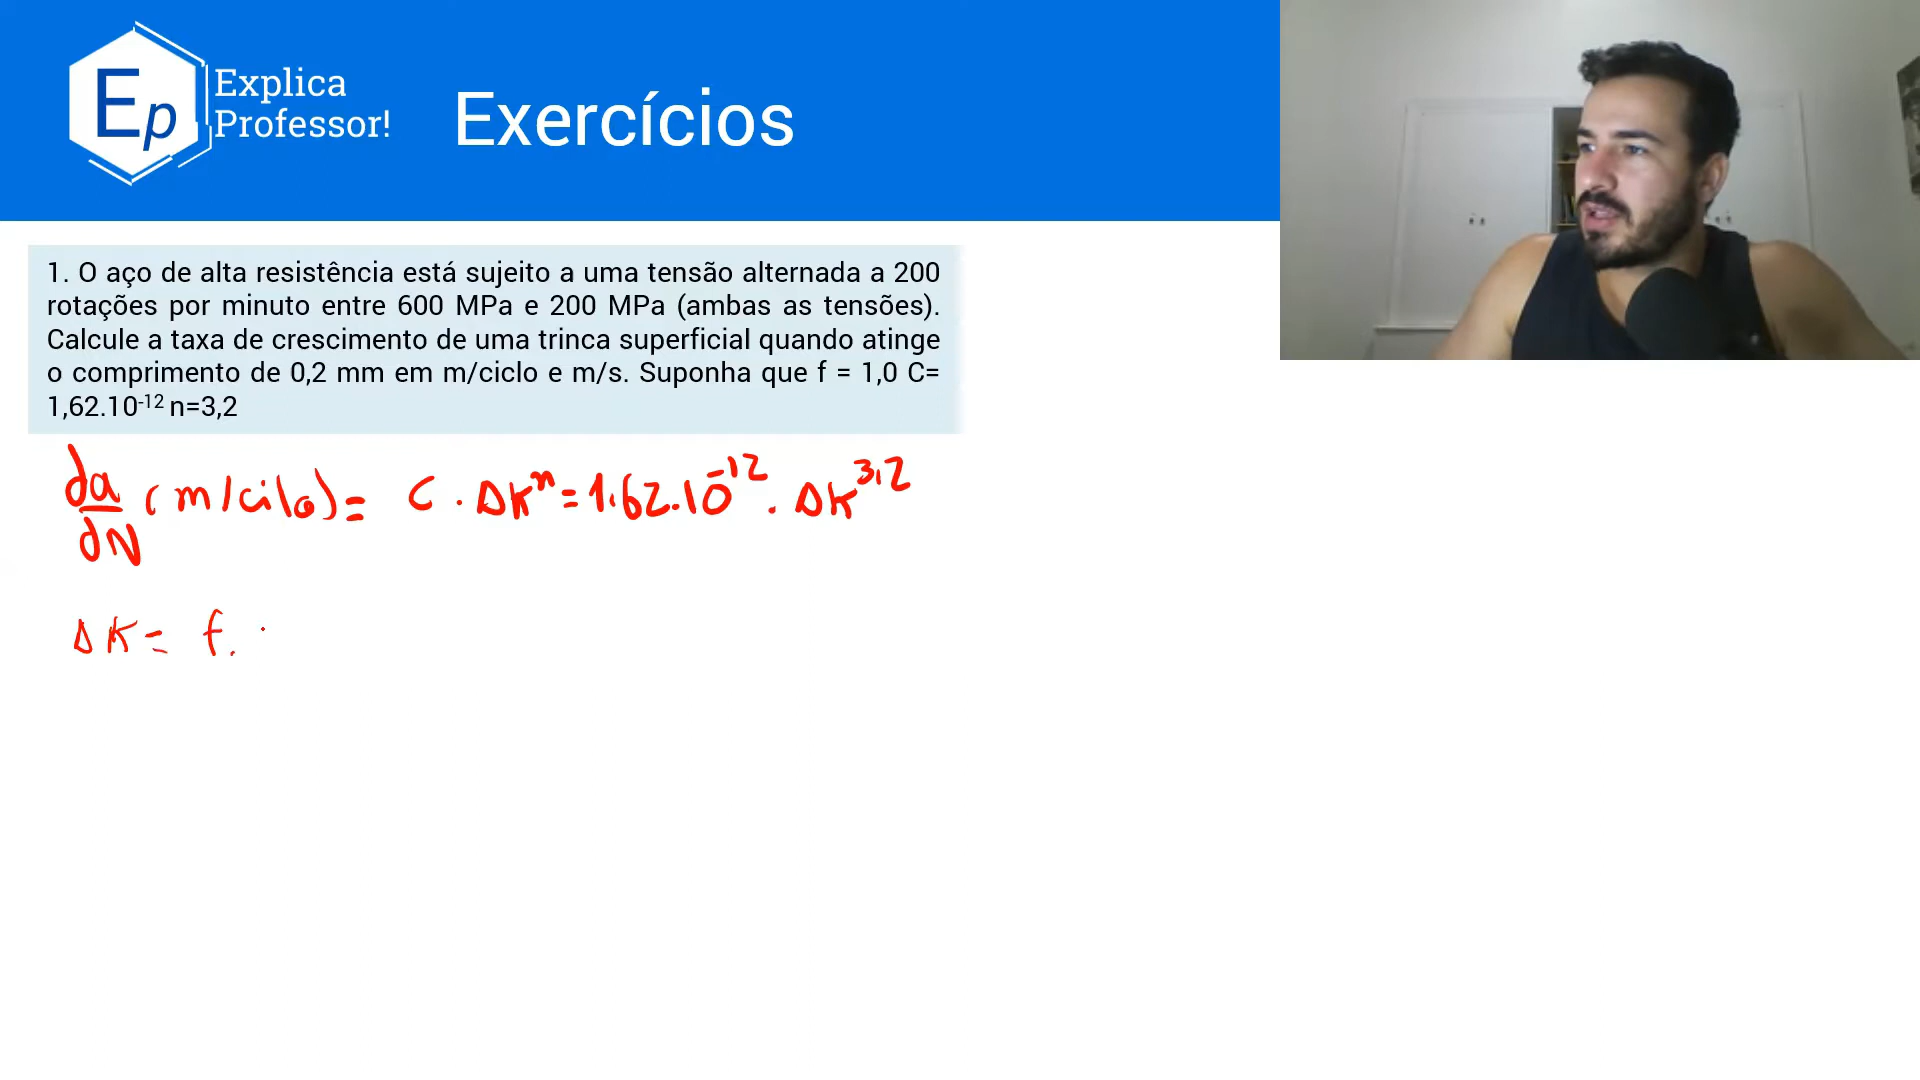 Explica
Professor!
Ep
Exercícios
1. O aço de alta resistência está sujeito a uma tensão alternada a 200
rotações por minuto entre 600 MPa e 200 MPa (ambas as tensões).
Calcule a taxa de crescimento de uma trinca superficial quando atinge
o comprimento de 0,2 mm em m/ciclo e m/s. Suponha que f = 1,0 C=
1,62.10⁻¹² n=3,2
da/dN (m/ciclo) = C . ΔKⁿ = 1,62.10⁻¹² . ΔK³,²
ΔK = f.